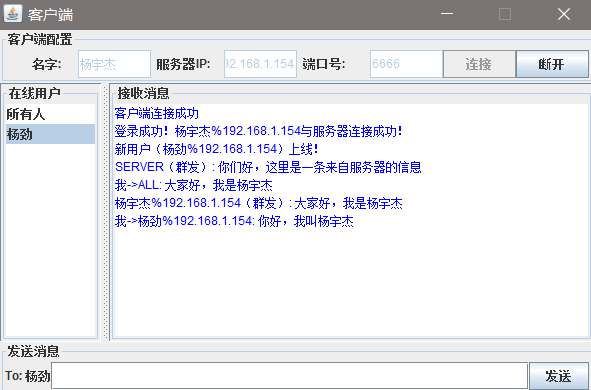 客户端
客户端配置
名字: 杨宇杰 服务器IP: 92.168.1.154 端口号: 6666 连接 断开
在线用户
所有人
杨劲
接收消息
客户端连接成功
登录成功！杨宇杰%192.168.1.154与服务器连接成功！
新用户（杨劲%192.168.1.154）上线！
SERVER（群发）: 你们好，这里是一条来自服务器的信息
我->ALL: 大家好，我是杨宇杰
杨宇杰%192.168.1.154（群发）: 大家好，我是杨宇杰
我->杨劲%192.168.1.154: 你好，我叫杨宇杰
发送消息
To: 杨劲 发送